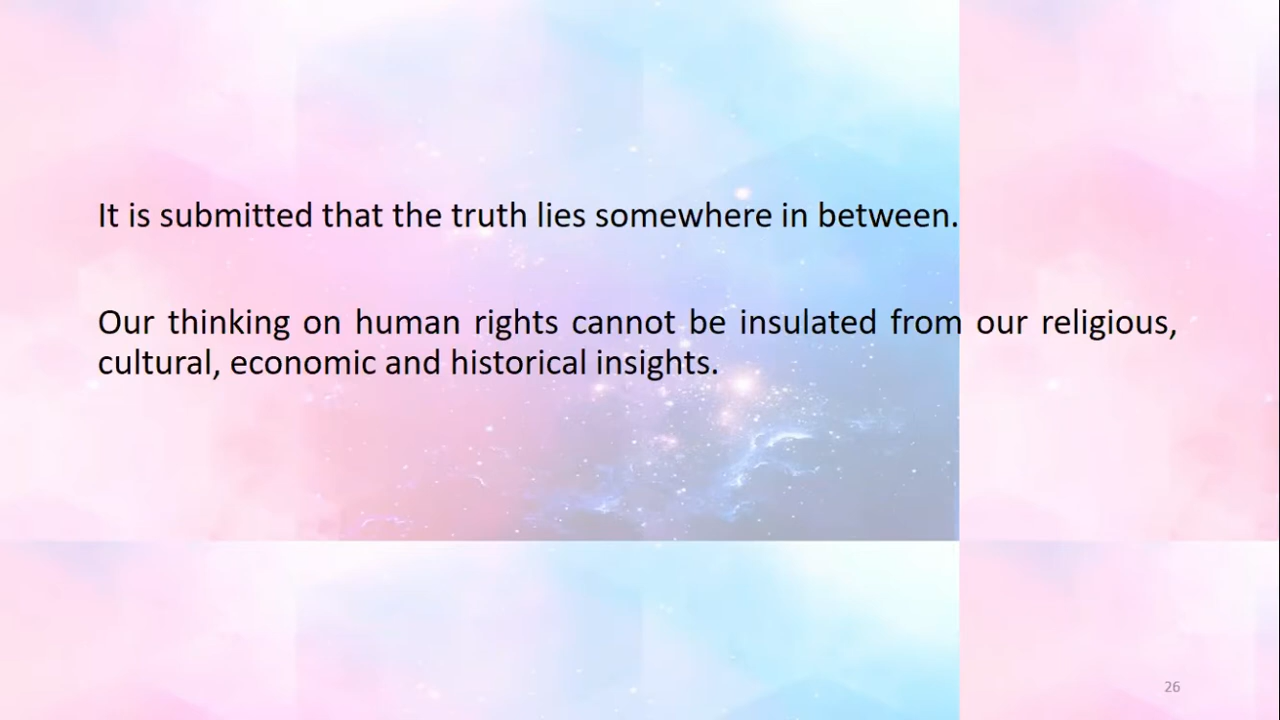 It is submitted that the truth lies somewhere in between.
Our thinking on human rights cannot be insulated from our religious,
cultural, economic and historical insights.
26